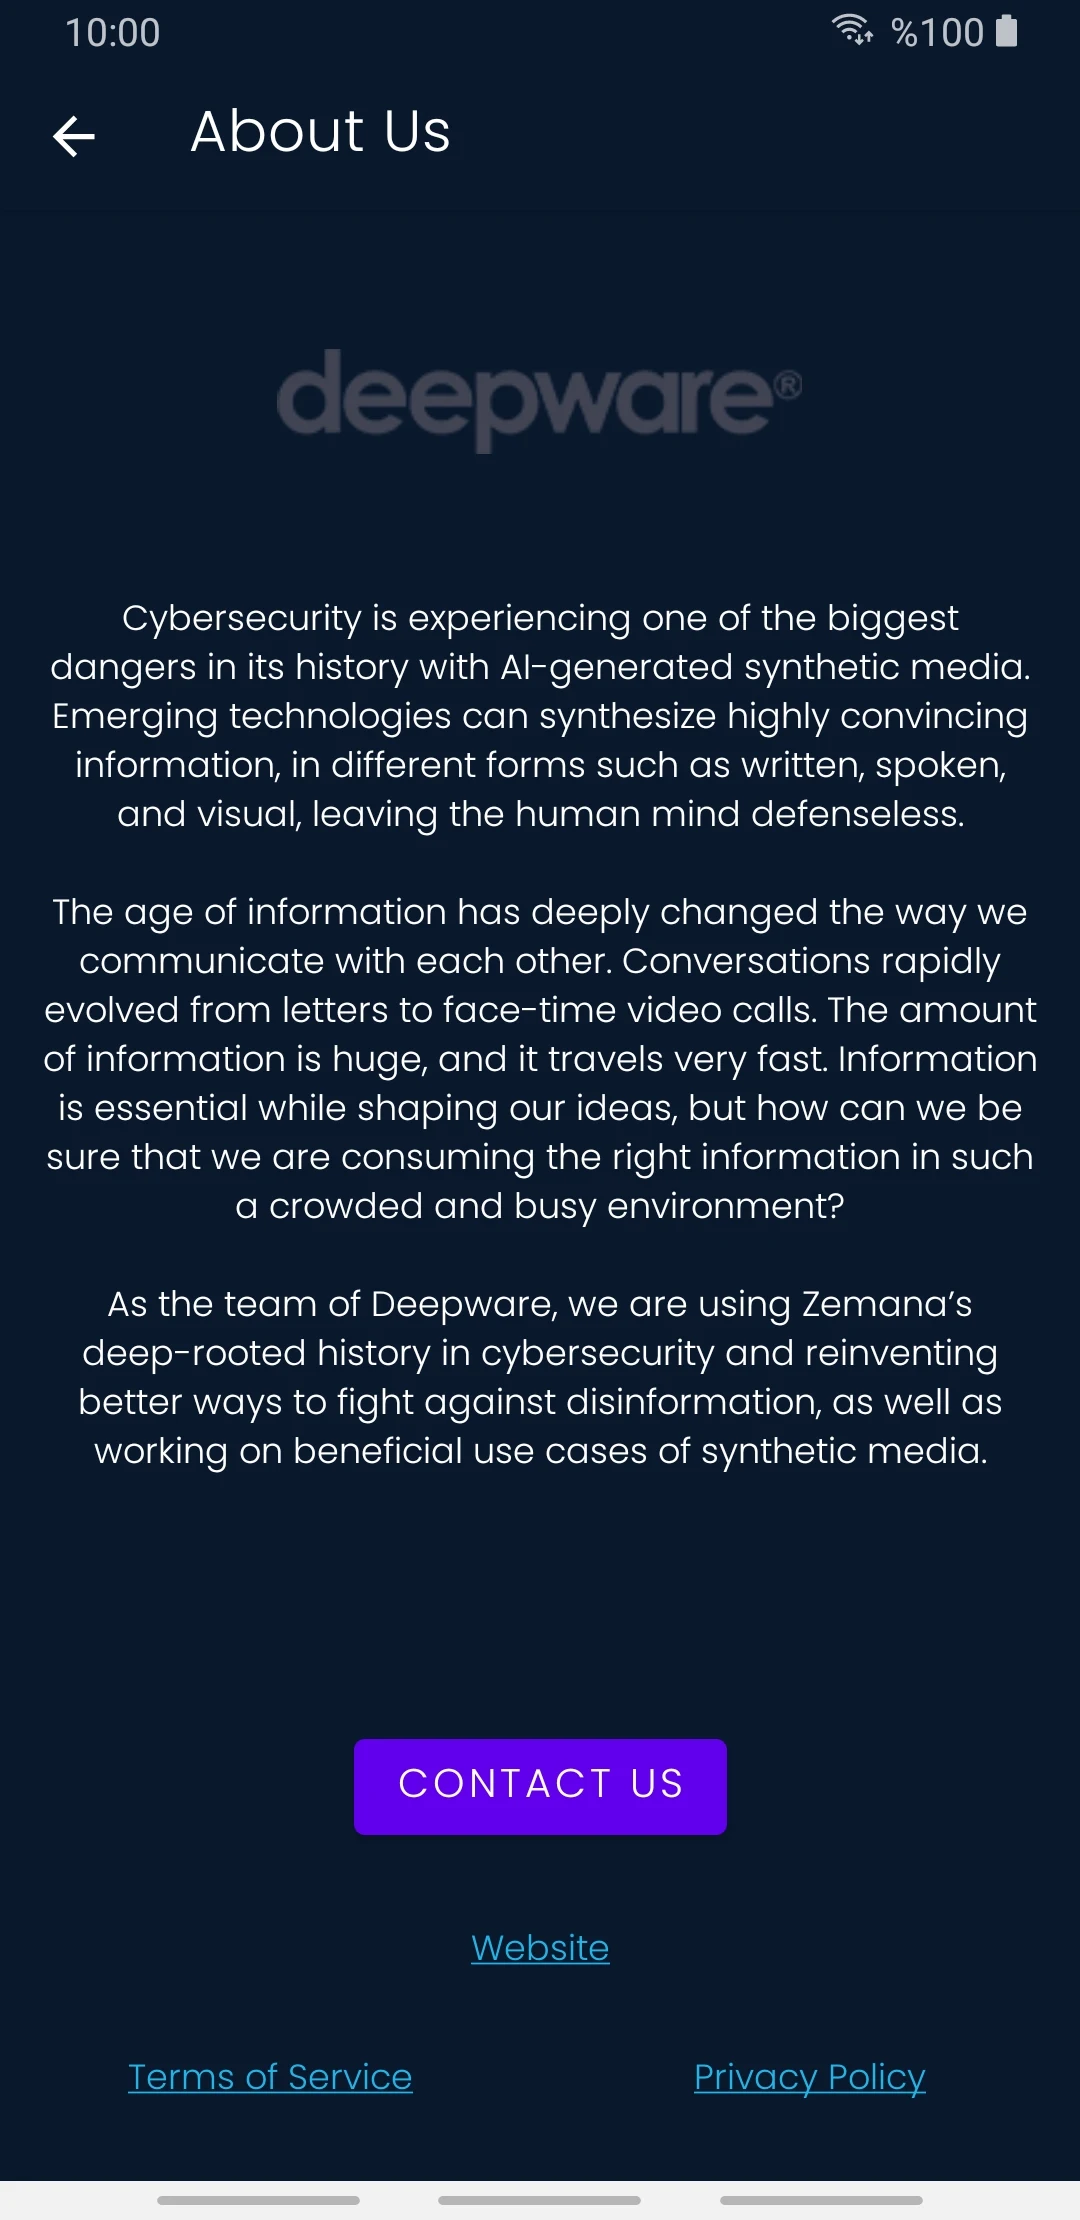 10:00 %100
About Us
deepware®
Cybersecurity is experiencing one of the biggest
dangers in its history with AI-generated synthetic media.
Emerging technologies can synthesize highly convincing
information, in different forms such as written, spoken,
and visual, leaving the human mind defenseless.
The age of information has deeply changed the way we
communicate with each other. Conversations rapidly
evolved from letters to face-time video calls. The amount
of information is huge, and it travels very fast. Information
is essential while shaping our ideas, but how can we be
sure that we are consuming the right information in such
a crowded and busy environment?
As the team of Deepware, we are using Zemana’s
deep-rooted history in cybersecurity and reinventing
better ways to fight against disinformation, as well as
working on beneficial use cases of synthetic media.
CONTACT US
Website
Terms of Service Privacy Policy